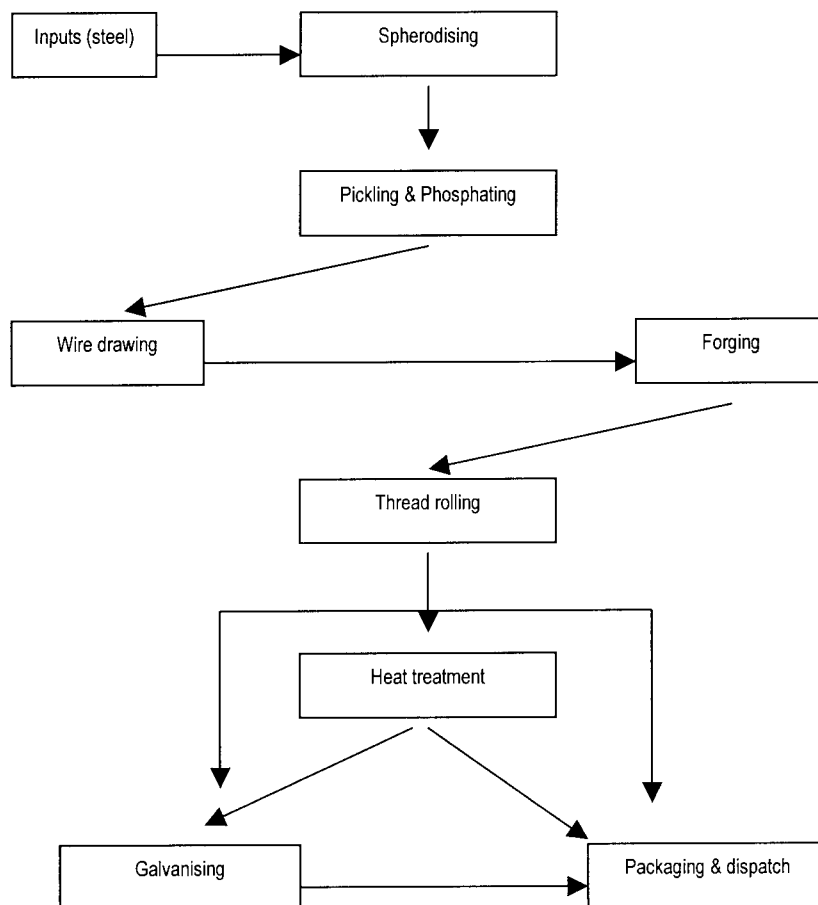 Inputs (steel)
Spherodising
Pickling & Phosphating
Wire drawing
Forging
Thread rolling
Heat treatment
Galvanising
Packaging & dispatch